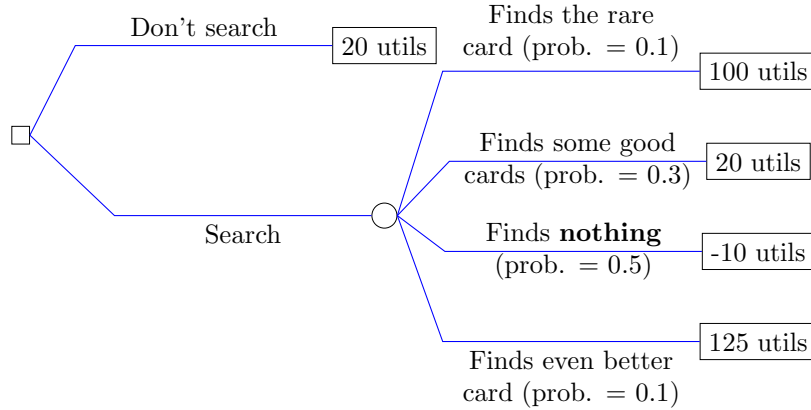 Don't search
20 utils
Search
Finds the rare
card (prob. = 0.1)
100 utils
Finds some good
cards (prob. = 0.3)
20 utils
Finds nothing
(prob. = 0.5)
-10 utils
125 utils
Finds even better
card (prob. = 0.1)